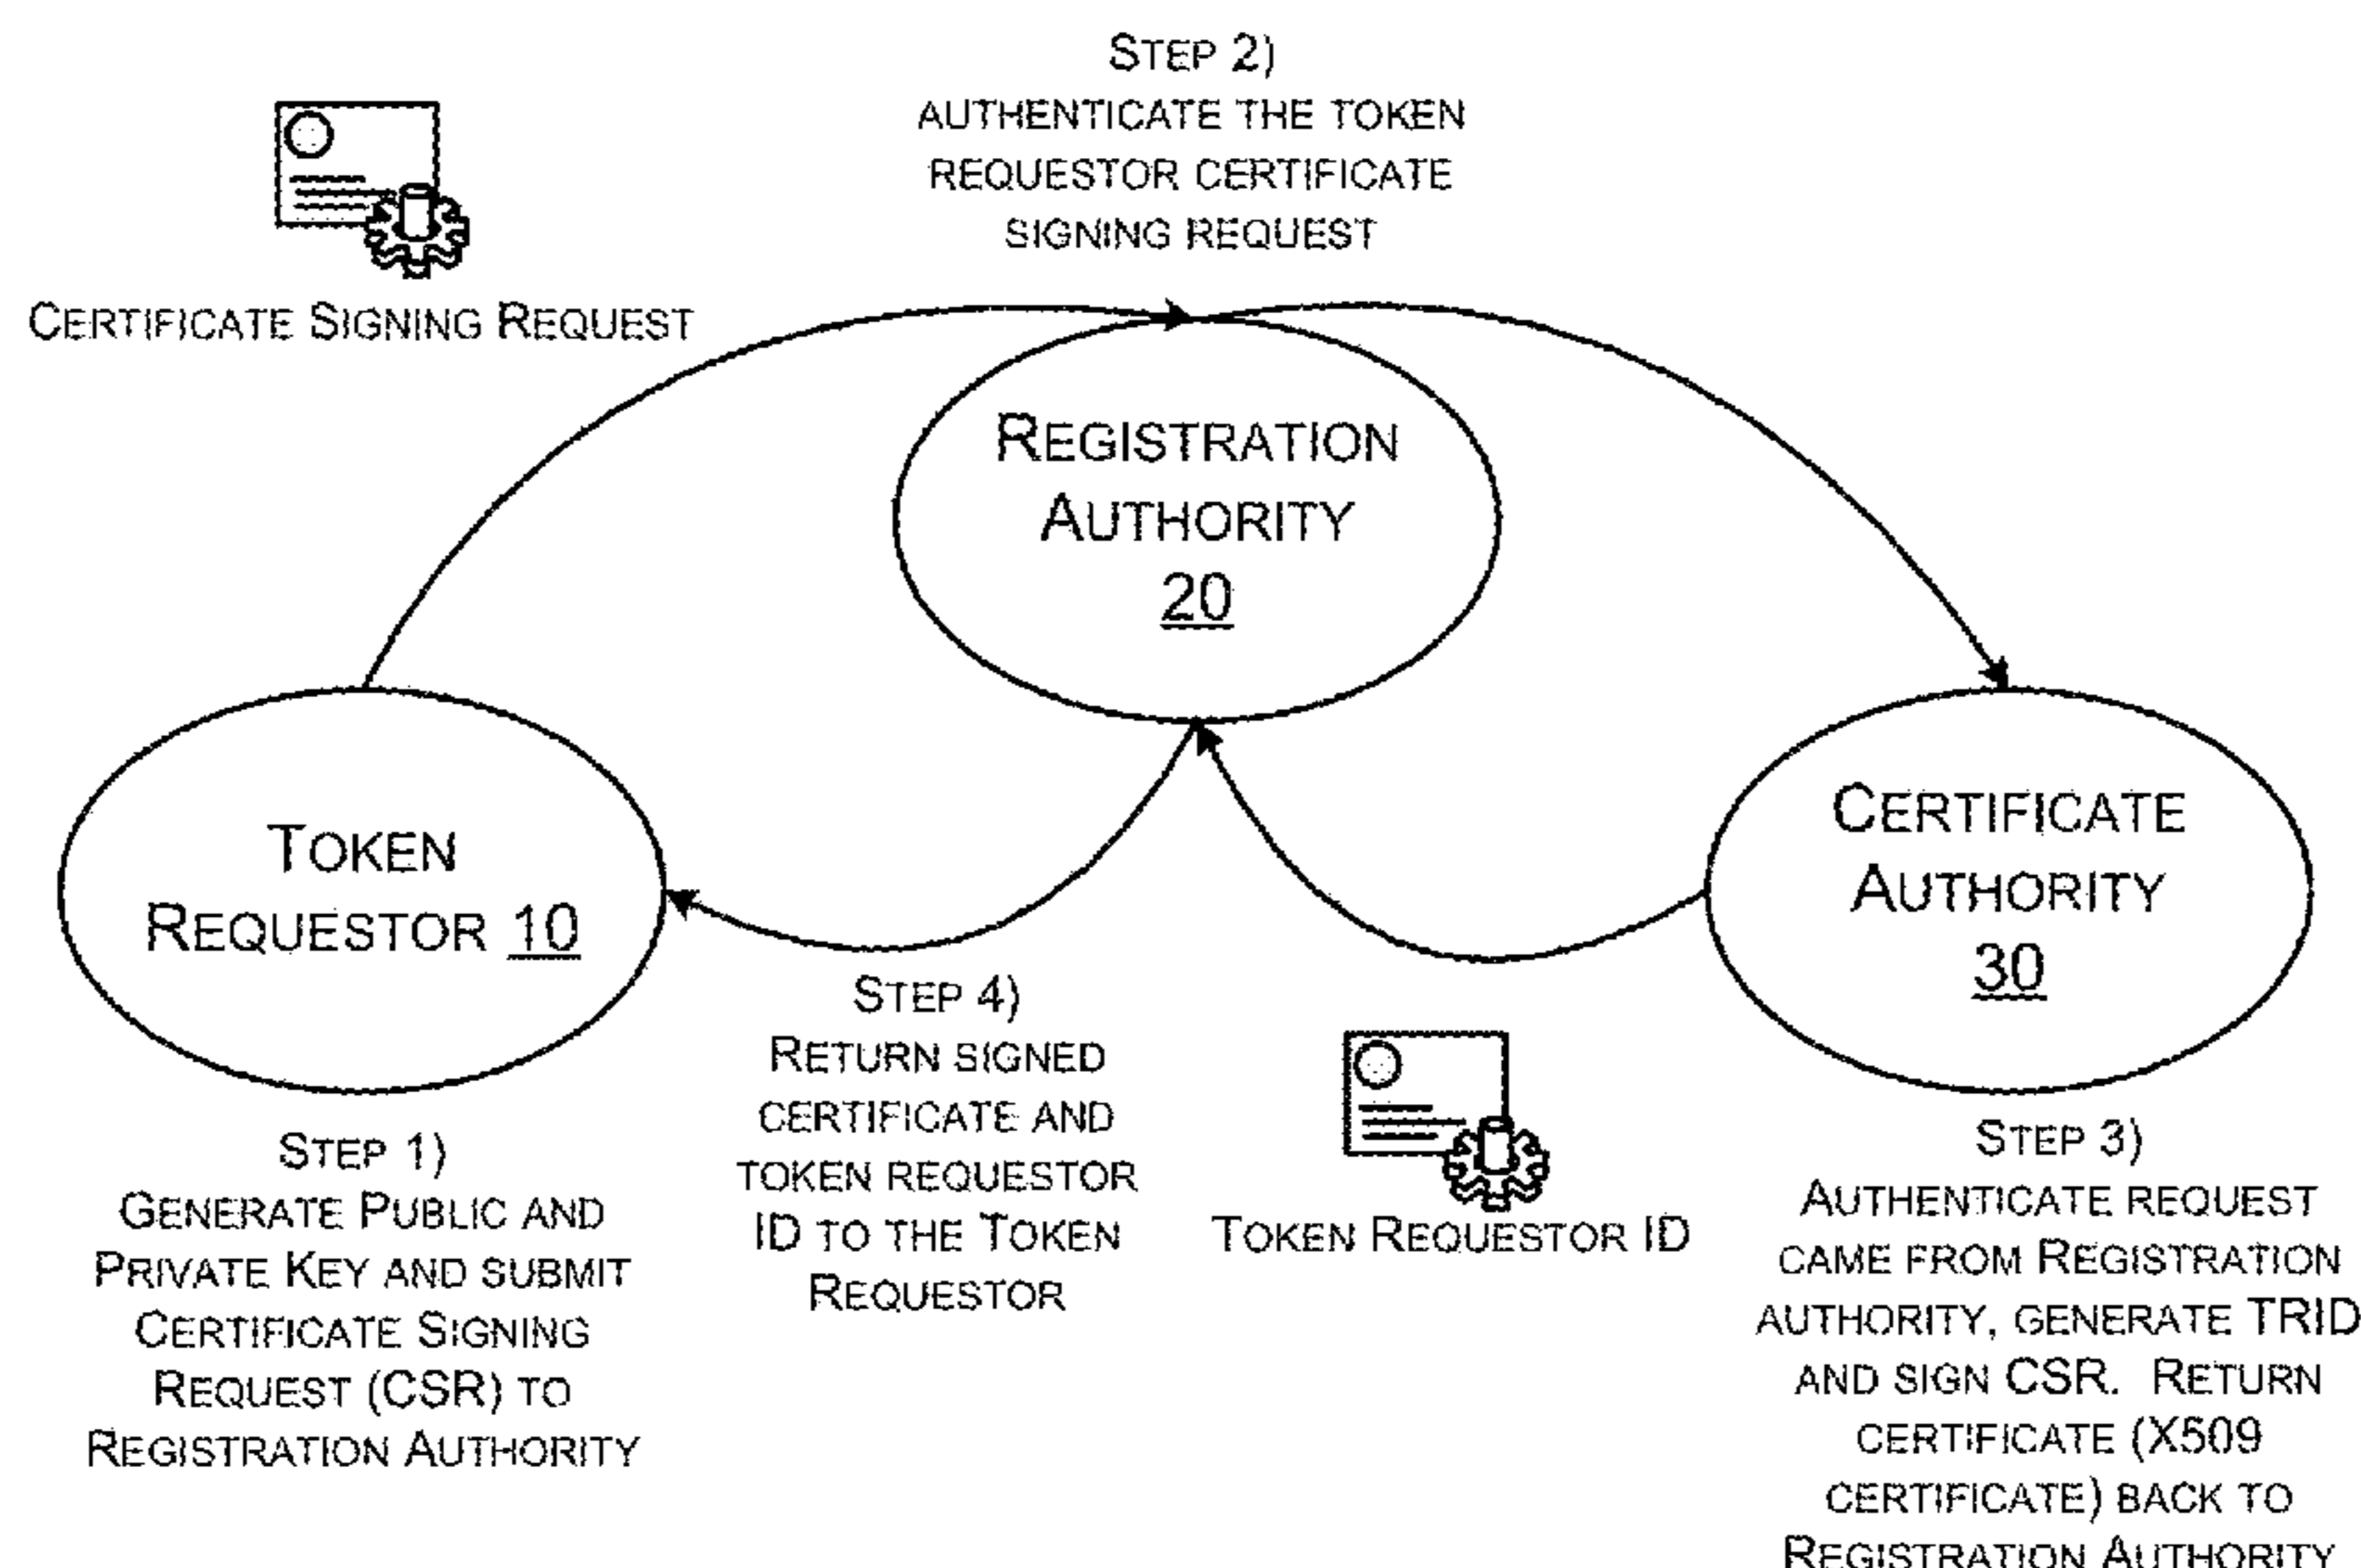 STEP 2)
AUTHENTICATE THE TOKEN
REQUESTOR CERTIFICATE
SIGNING REQUEST
CERTIFICATE SIGNING REQUEST
REGISTRATION
AUTHORITY
20
TOKEN
REQUESTOR 10
CERTIFICATE
AUTHORITY
30
STEP 1)
GENERATE PUBLIC AND
PRIVATE KEY AND SUBMIT
CERTIFICATE SIGNING
REQUEST (CSR) TO
REGISTRATION AUTHORITY
STEP 4)
RETURN SIGNED
CERTIFICATE AND
TOKEN REQUESTOR
ID TO THE TOKEN
REQUESTOR
TOKEN REQUESTOR ID
STEP 3)
AUTHENTICATE REQUEST
CAME FROM REGISTRATION
AUTHORITY, GENERATE TRID
AND SIGN CSR. RETURN
CERTIFICATE (X509
CERTIFICATE) BACK TO
REGISTRATION AUTHORITY